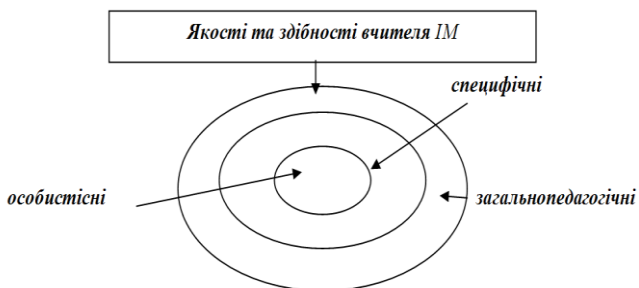 Якості та здібності вчителя ІМ
специфічні
особистісні
загальнопедагогічні